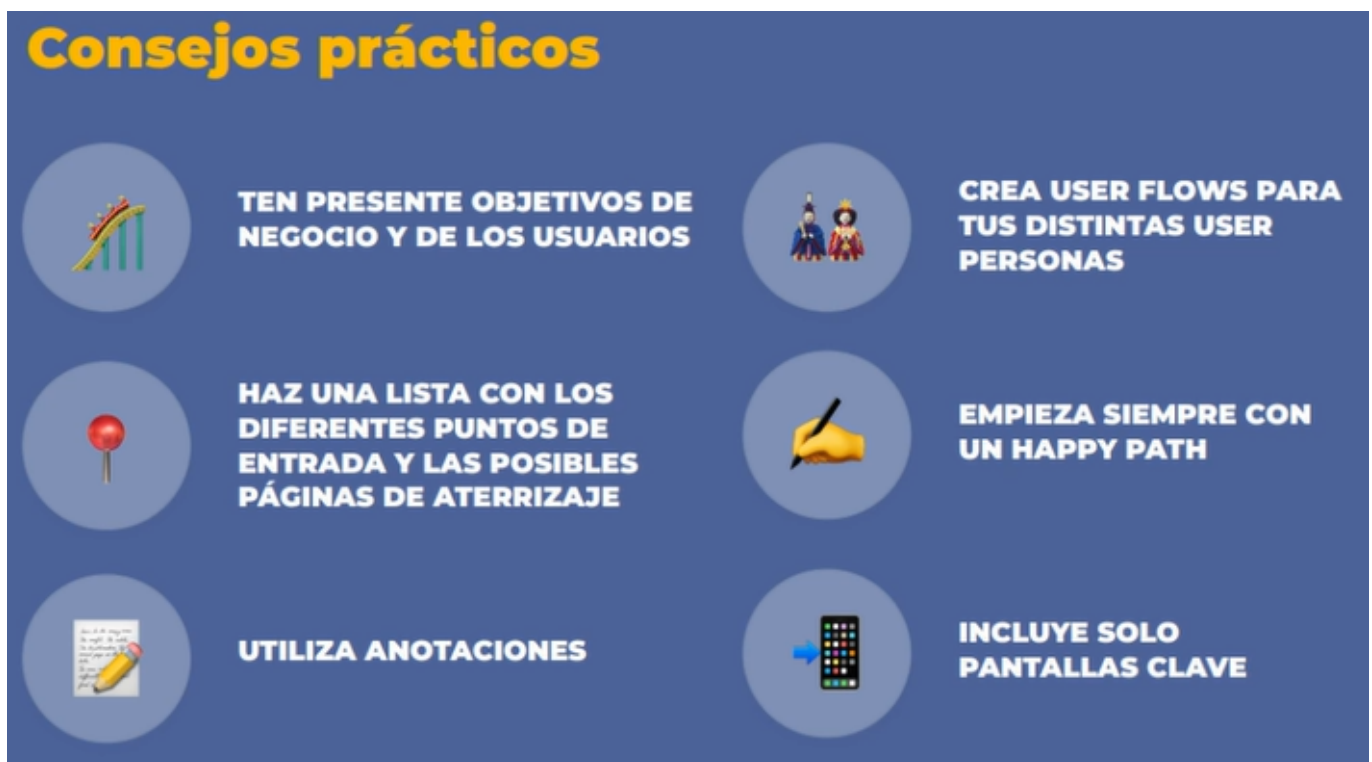 Consejos prácticos
TEN PRESENTE OBJETIVOS DE
NEGOCIO Y DE LOS USUARIOS
CREA USER FLOWS PARA
TUS DISTINTAS USER
PERSONAS
HAZ UNA LISTA CON LOS
DIFERENTES PUNTOS DE
ENTRADA Y LAS POSIBLES
PÁGINAS DE ATERRIZAJE
EMPIEZA SIEMPRE CON
UN HAPPY PATH
UTILIZA ANOTACIONES
INCLUYE SOLO
PANTALLAS CLAVE